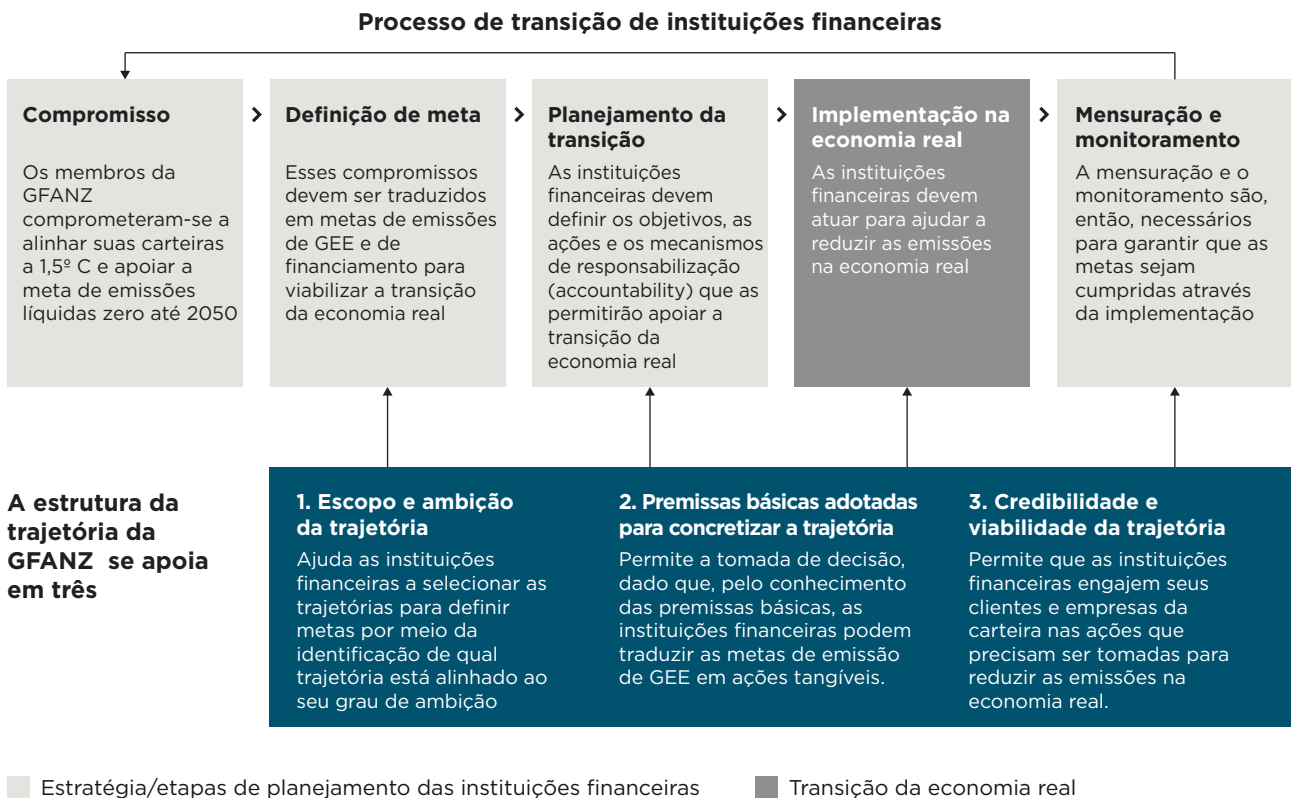 Processo de transição de instituições financeiras
Compromisso
Os membros da
GFANZ
comprometeram-se a
alinhar suas carteiras
a 1,5º C e apoiar a
meta de emissões
líquidas zero até 2050
>
Definição de meta
Esses compromissos
devem ser traduzidos
em metas de emissões
de GEE e de
financiamento para
viabilizar a transição
da economia real
>
Planejamento da
transição
As instituições
financeiras devem
definir os objetivos, as
ações e os mecanismos
de responsabilização
(accountability) que as
permitirão apoiar a
transição da
economia real
>
Implementação na
economia real
As instituições
financeiras devem
atuar para ajudar a
reduzir as emissões
na economia real
>
Mensuração e
monitoramento
A mensuração e o
monitoramento são,
então, necessários
para garantir que as
metas sejam
cumpridas através
da implementação
A estrutura da
trajetória da
GFANZ se apoia
em três
1. Escopo e ambição
da trajetória
Ajuda as instituições
financeiras a selecionar as
trajetórias para definir
metas por meio da
identificação de qual
trajetória está alinhado ao
seu grau de ambição
2. Premissas básicas adotadas
para concretizar a trajetória
Permite a tomada de decisão,
dado que, pelo conhecimento
das premissas básicas, as
instituições financeiras podem
traduzir as metas de emissão
de GEE em ações tangíveis.
3. Credibilidade e
viabilidade da trajetória
Permite que as instituições
financeiras engajem seus
clientes e empresas da
carteira nas ações que
precisam ser tomadas para
reduzir as emissões na
economia real.
Estratégia/etapas de planejamento das instituições financeiras
Transição da economia real